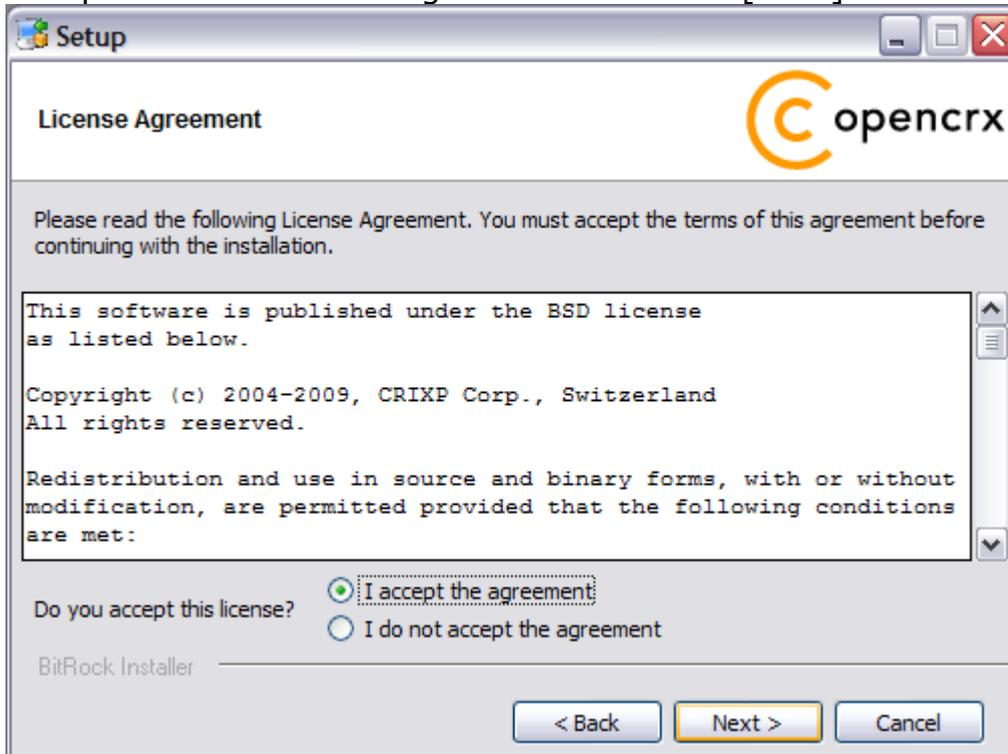 Setup
License Agreement
opencrx
Please read the following License Agreement. You must accept the terms of this agreement before
continuing with the installation.
This software is published under the BSD license
as listed below.
Copyright (c) 2004-2009, CRIXP Corp., Switzerland
All rights reserved.
Redistribution and use in source and binary forms, with or without
modification, are permitted provided that the following conditions
are met:
Do you accept this license?
I accept the agreement
I do not accept the agreement
BitRock Installer
< Back
Next >
Cancel